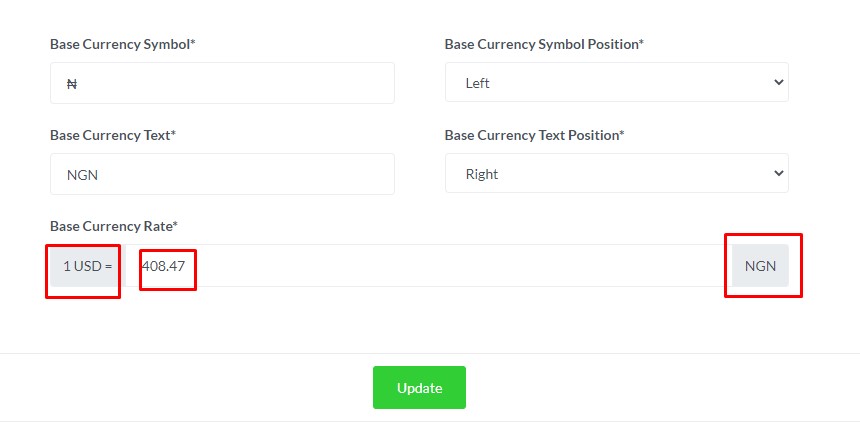 Base Currency Symbol* Base Currency Symbol Position*
₦ Left
Base Currency Text* Base Currency Text Position*
NGN Right
Base Currency Rate*
1 USD = 408.47 NGN
Update